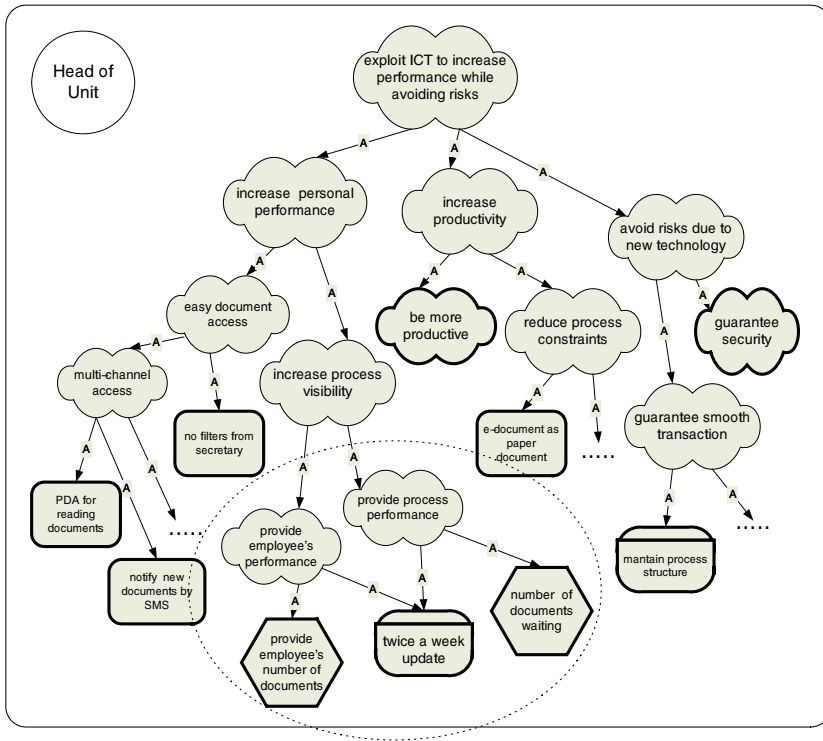 Head of
Unit
exploit ICT to increase
performance while
avoiding risks
A
A
A
increase personal
performance
increase
productivity
avoid risks due to
new technology
A
A
A
A
A
A
easy document
access
be more
productive
reduce process
constraints
guarantee
security
A
A
A
A
multi-channel
access
increase process
visibility
guarantee smooth
transaction
no filters from
secretary
e-document as
paper
document
.....
A
A
A
A
A
A
A
PDA for
reading
documents
.....
provide process
performance
provide
employee's
performance
.....
mantain process
structure
notify new
documents by
SMS
A
A
A
A
number of
documents
waiting
provide
employee's
number of
documents
twice a week
update